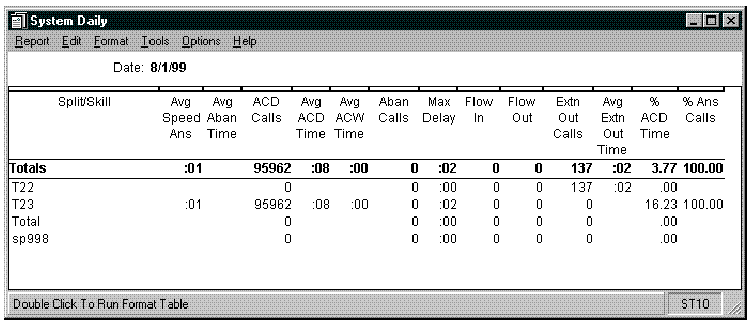 System Daily
Report Edit Format Tools Options Help
Date: 8/1/99
Split/Skill Avg Avg ACD Avg Avg Aban Max Flow Flow Extn Avg % % Ans
Speed Aban Calls ACD ACW Calls Delay In Out Out Extn ACD Calls
Ans Time Time Time Calls Out Time
Time
Totals :01 95962 :08 :00 0 :02 0 0 137 :02 3.77 100.00
T22 0 0 :00 0 0 137 :02 .00
T23 :01 95962 :08 :00 0 :02 0 0 0 16.23 100.00
Total 0 0 :00 0 0 0 .00
sp998 0 0 :00 0 0 0 .00
Double Click To Run Format Table ST10